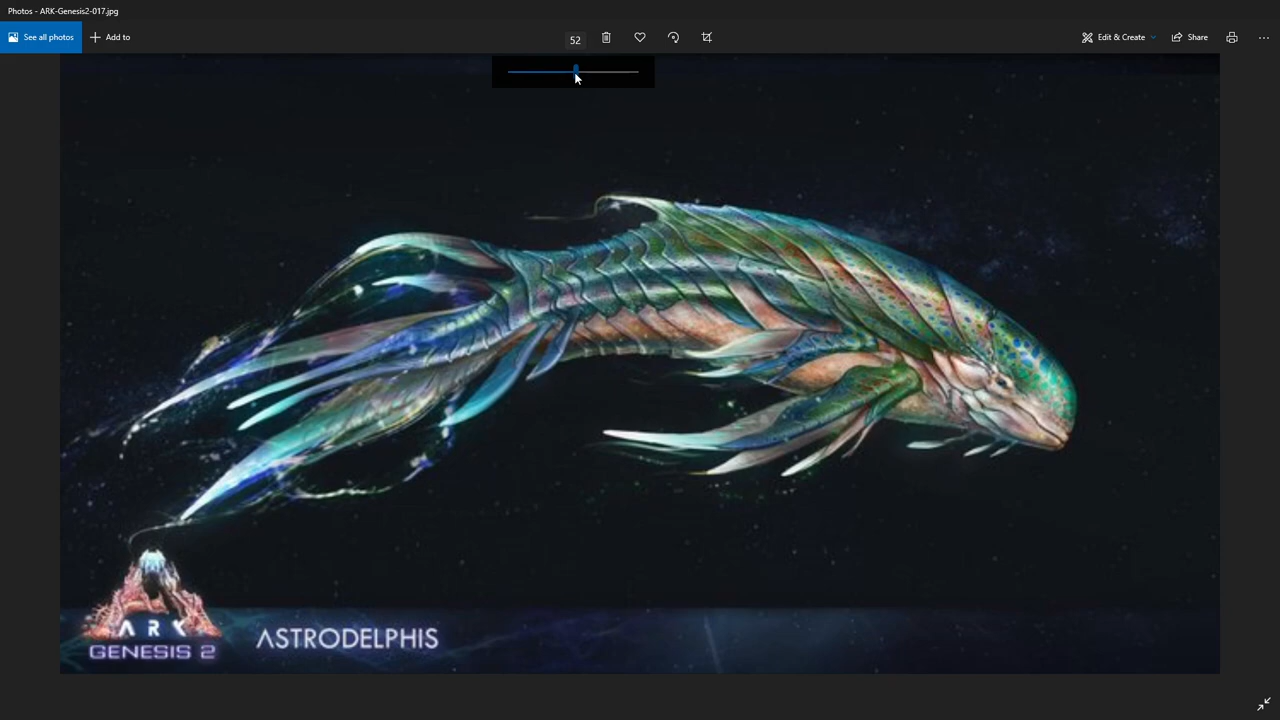 Photos - ARK-Genesis2-017.jpg
See all photos
Add to
52
Edit & Create
Share
ARK
GENESIS 2
ASTRODELPHIS